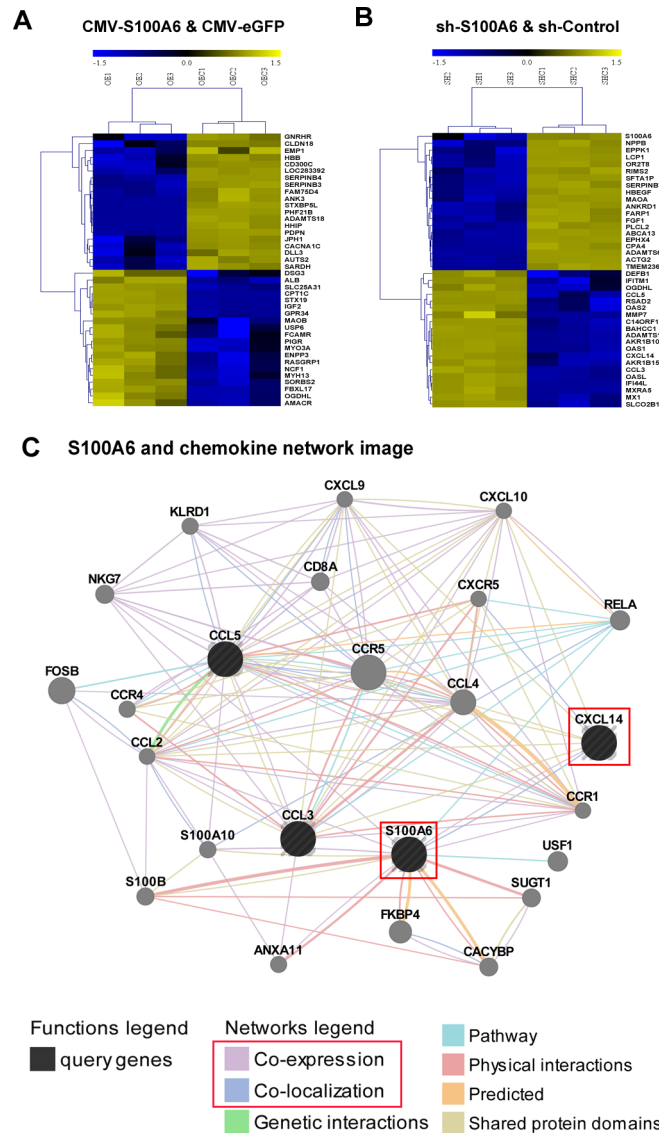 A
CMV-S100A6 & CMV-eGFP
-1.5 0.0 1.5
OE1 OE2 OE3 OEC1 OEC2 OEC3
GNRHR
CLDN18
EMP1
HBB
CD300C
LOC283392
SERPINB4
SERPINB3
FAM75D4
ANK3
STXBP5L
PHF21B
ADAMTS18
HHIP
PDPN
JPH1
CACNA1C
DLL3
AUTS2
SARDH
DSG3
ALB
SLC25A31
CPT1C
STX19
IGF2
GPR34
MAOB
USP6
FCAMR
PIGR
MYO3A
ENPP3
RASGRP1
NCF1
MYH13
SORBS2
FBXL17
OGDHL
AMACR
B
sh-S100A6 & sh-Control
-1.5 0.0 1.5
SH2 SH1 SH3 SHC1 SHC2 SHC3
S100A6
NPPB
EPPK1
LCP1
OR2T8
RIMS2
SFTA1P
SERPINB
HBEGF
MAOA
ANKRD1
FARP1
FGF1
PLCL2
ABCA13
EPHX4
CPA4
ADAMTS6
ACTG2
TMEM236
DEFB1
IFITM1
OGDHL
CCL5
RSAD2
OAS2
MMP7
C14ORF1
BAHCC1
ADAMTS1
AKR1B10
OAS1
CXCL14
AKR1B15
CCL3
OASL
IFI44L
MXRA5
MX1
SLCO2B1
C
S100A6 and chemokine network image
CXCL9
CXCL10
KLRD1
CD8A
NKG7
CXCR5
RELA
CCL5
CCR5
FOSB
CCL4
CCR4
CXCL14
CCL2
CCR1
CCL3
S100A6
S100A10
USF1
S100B
SUGT1
FKBP4
ANXA11
CACYBP
Functions legend
query genes
Networks legend
Co-expression
Co-localization
Genetic interactions
Pathway
Physical interactions
Predicted
Shared protein domains